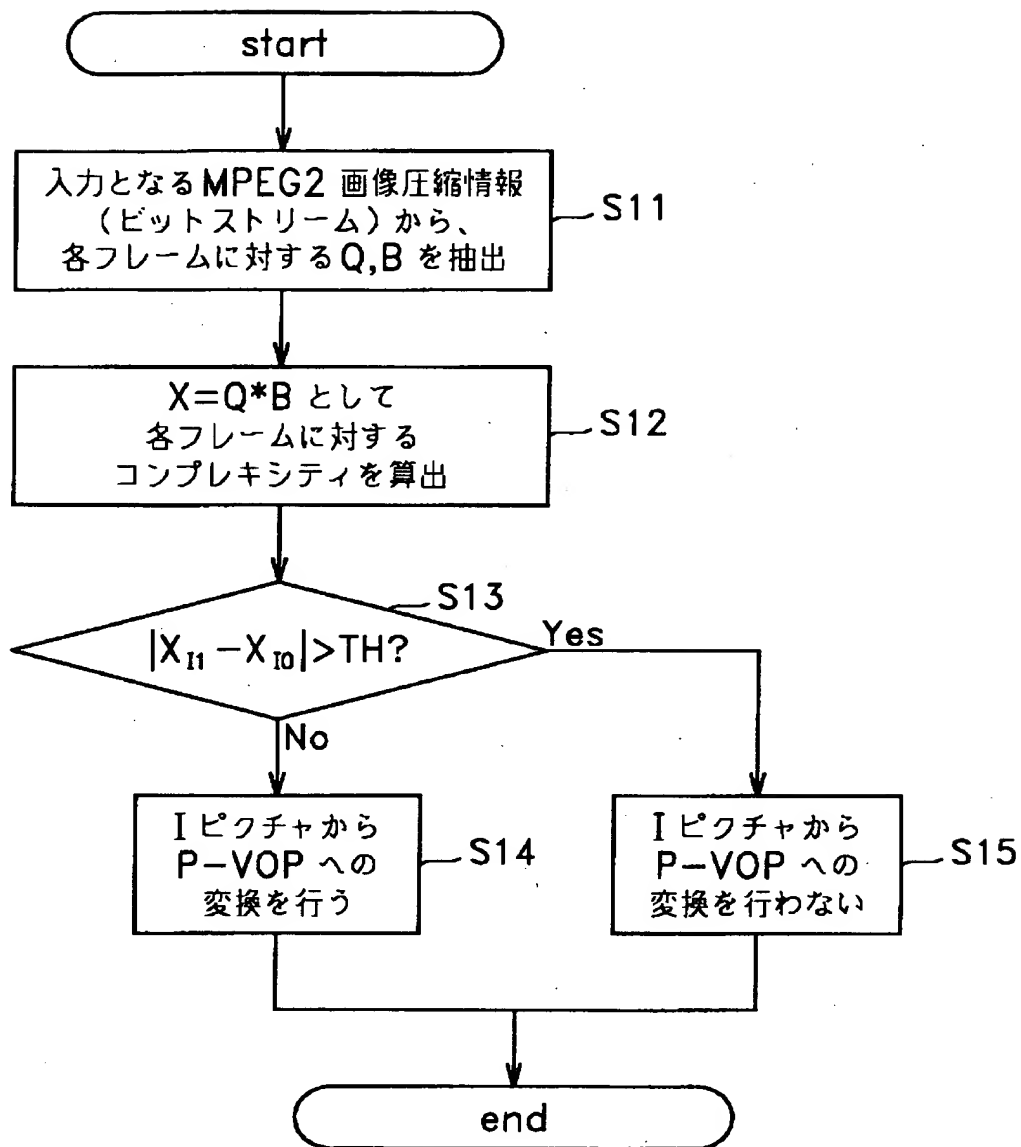 start
入力となるMPEG2 画像圧縮情報
(ビットストリーム)から、
各フレームに対するQ,B を抽出
S11
X=Q*B として
各フレームに対する
コンプレキシティを算出
S12
S13
|X_{I1} −X_{I0}|>TH?
Yes
No
I ピクチャから
P−VOP への
変換を行う
S14
I ピクチャから
P−VOP への
変換を行わない
S15
end